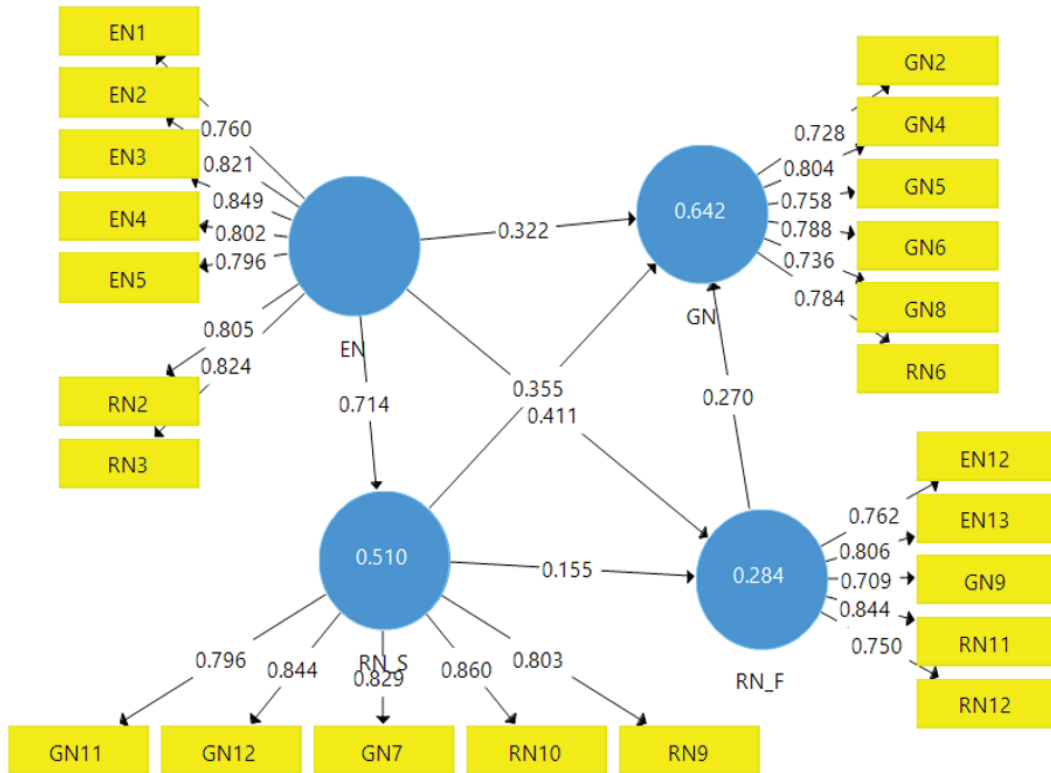 EN1
EN2
EN3
EN4
EN5
RN2
RN3
0.760
0.821
0.849
0.802
0.796
0.805
0.824
EN
0.322
0.714
0.355
0.411
0.642
GN
0.728
0.804
0.758
0.788
0.736
0.784
GN2
GN4
GN5
GN6
GN8
RN6
0.270
0.510
RN_S
0.155
0.284
RN_F
0.762
0.806
0.709
0.844
0.750
EN12
EN13
GN9
RN11
RN12
0.796
0.844
0.829
0.860
0.803
GN11
GN12
GN7
RN10
RN9